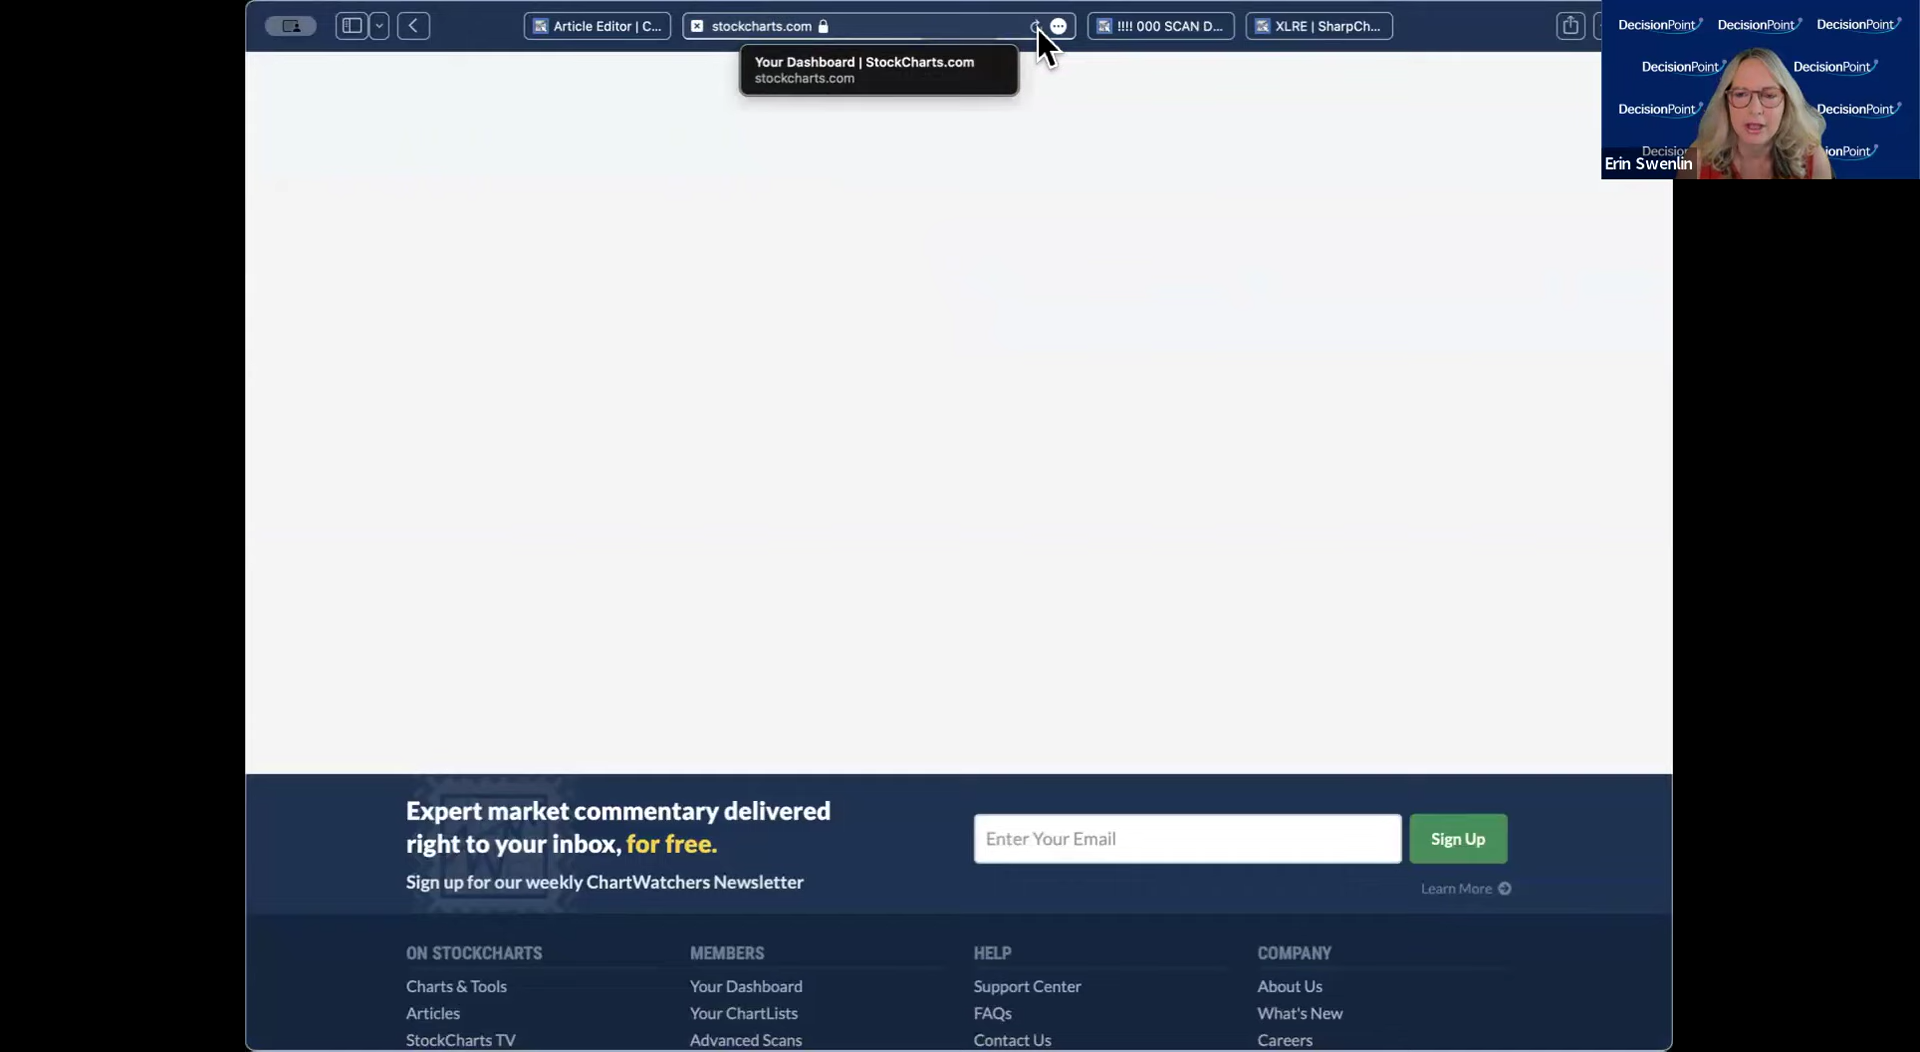 Article Editor | C...
stockcharts.com
!!!! 000 SCAN D...
XLRE | SharpCh...
Your Dashboard | StockCharts.com
stockcharts.com
DecisionPoint DecisionPoint DecisionPoint
DecisionPoint DecisionPoint
DecisionPoint DecisionPoint
Decision ionPoint
Erin Swenlin
Expert market commentary delivered
right to your inbox, for free.
Sign up for our weekly ChartWatchers Newsletter
Enter Your Email
Sign Up
Learn More
ON STOCKCHARTS
Charts & Tools
Articles
StockCharts TV
MEMBERS
Your Dashboard
Your ChartLists
Advanced Scans
HELP
Support Center
FAQs
Contact Us
COMPANY
About Us
What's New
Careers